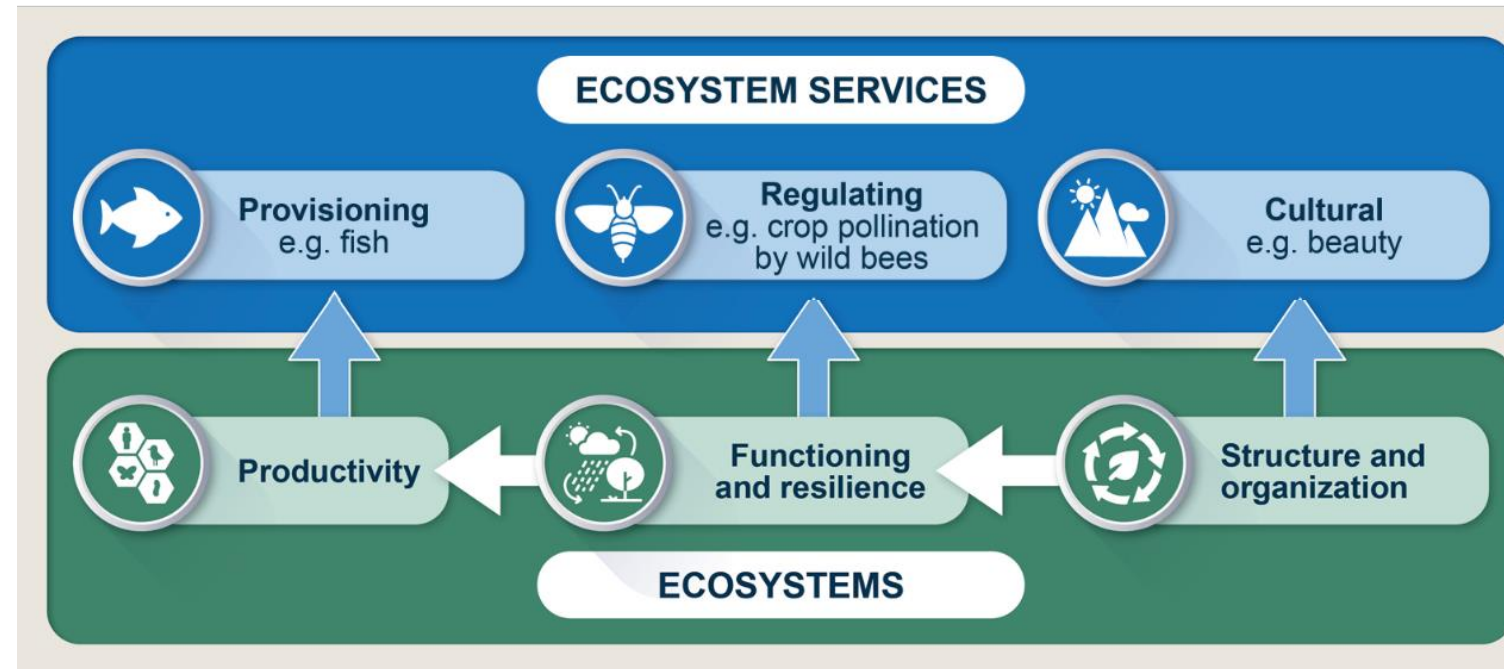 ECOSYSTEM SERVICES
Provisioning
e.g. fish
Regulating
e.g. crop pollination
by wild bees
Cultural
e.g. beauty
Productivity
Functioning
and resilience
Structure and
organization
ECOSYSTEMS